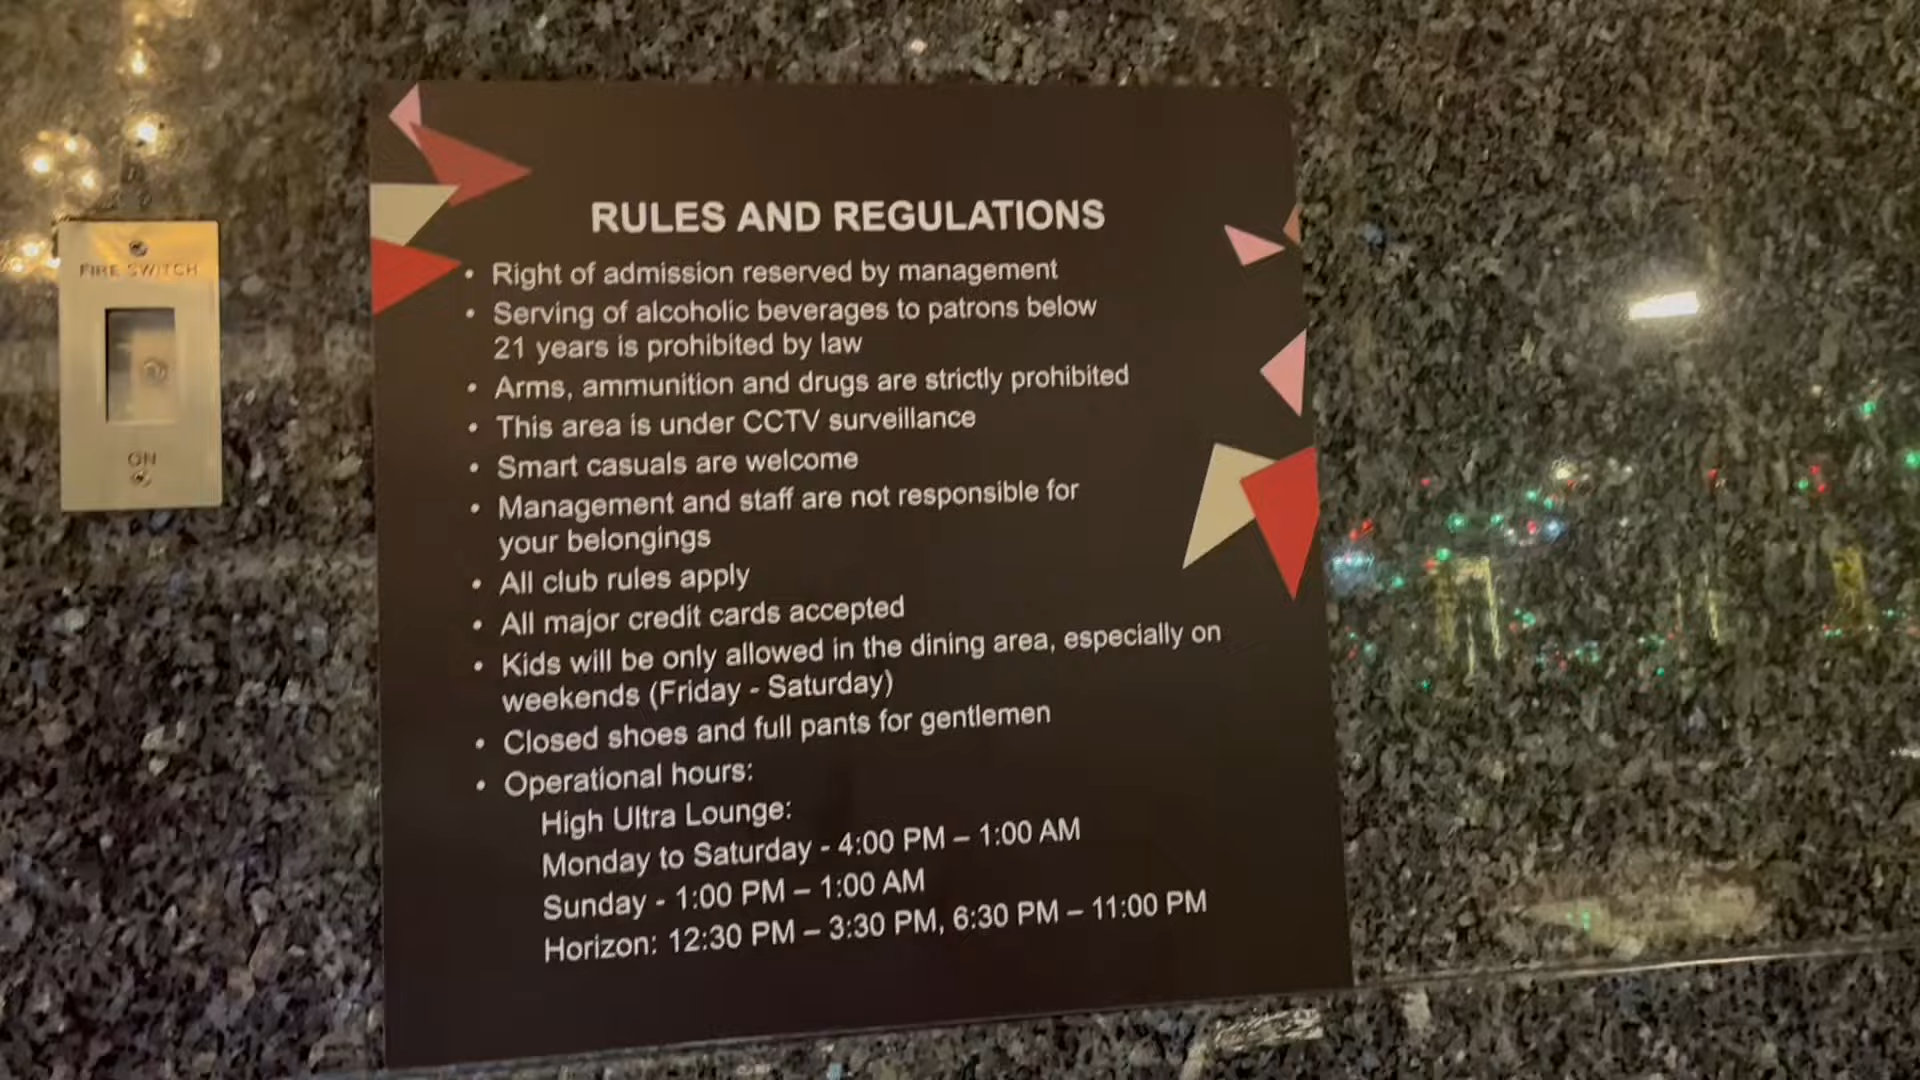 FIRE SWITCH
ON
RULES AND REGULATIONS
• Right of admission reserved by management
• Serving of alcoholic beverages to patrons below
21 years is prohibited by law
• Arms, ammunition and drugs are strictly prohibited
• This area is under CCTV surveillance
• Smart casuals are welcome
• Management and staff are not responsible for
your belongings
• All club rules apply
• All major credit cards accepted
• Kids will be only allowed in the dining area, especially on
weekends (Friday - Saturday)
• Closed shoes and full pants for gentlemen
• Operational hours:
High Ultra Lounge:
Monday to Saturday - 4:00 PM – 1:00 AM
Sunday - 1:00 PM – 1:00 AM
Horizon: 12:30 PM – 3:30 PM, 6:30 PM – 11:00 PM